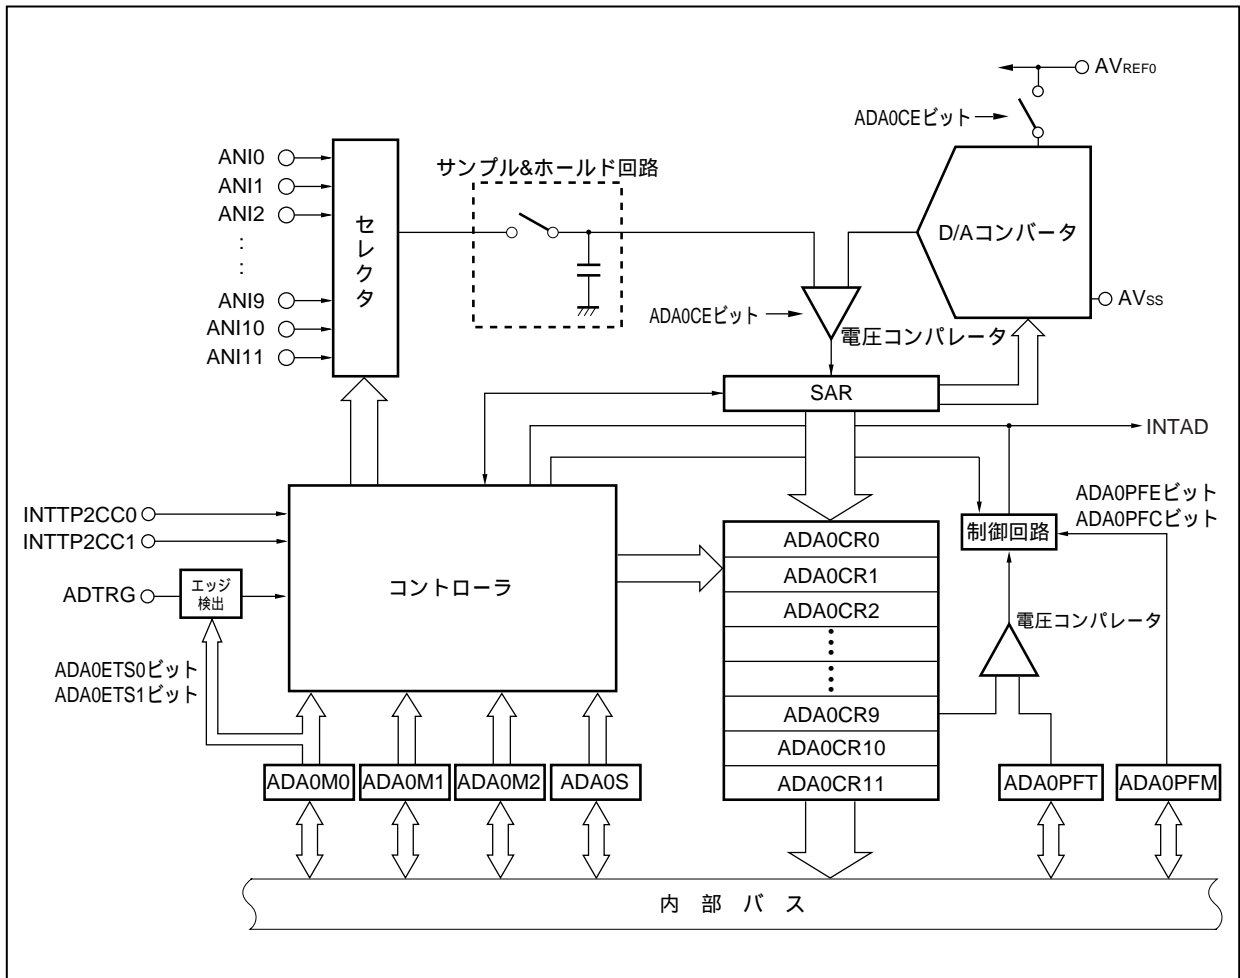 AVREF0
ADA0CEビット
ANI0
ANI1
ANI2
ANI9
ANI10
ANI11
セレクタ
サンプル&ホールド回路
D/Aコンバータ
AVSS
ADA0CEビット
電圧コンパレータ
SAR
INTAD
INTTP2CC0
INTTP2CC1
ADTRG
エッジ
検出
コントローラ
ADA0ETS0ビット
ADA0ETS1ビット
ADA0CR0
ADA0CR1
ADA0CR2
ADA0CR9
ADA0CR10
ADA0CR11
ADA0PFEビット
ADA0PFCビット
制御回路
電圧コンパレータ
ADA0M0
ADA0M1
ADA0M2
ADA0S
ADA0PFT
ADA0PFM
内 部 バ ス